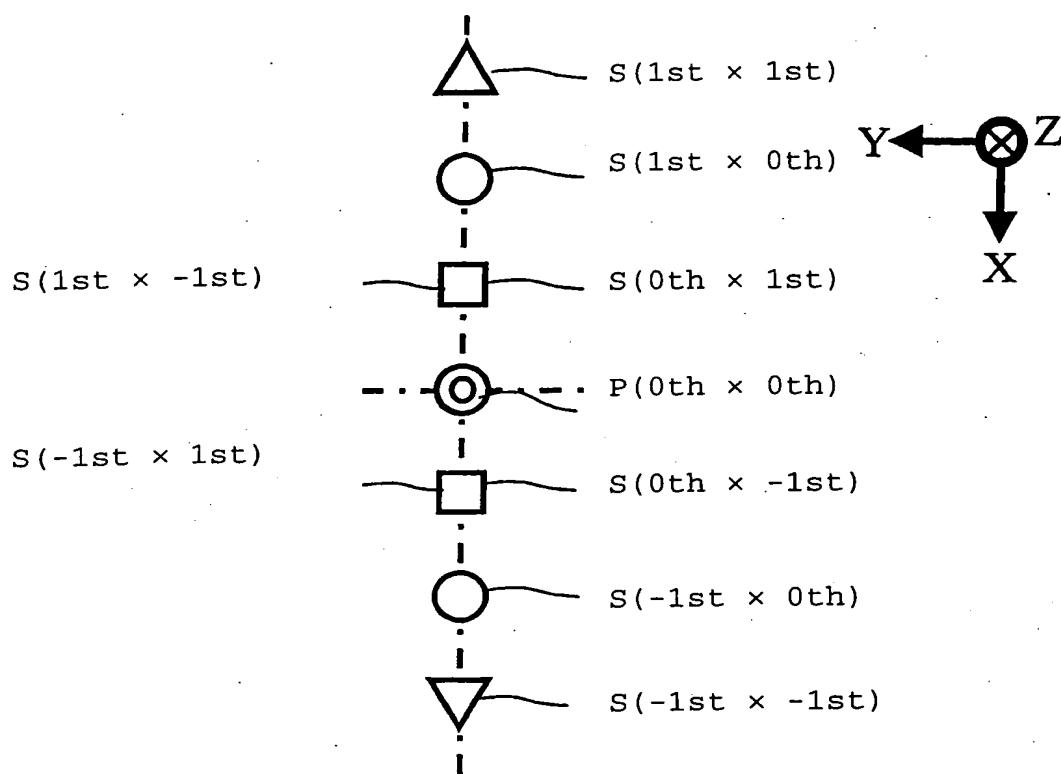 S(1st × 1st)
Y Z
S(1st × 0th)
X
S(1st × -1st)
S(0th × 1st)
P(0th × 0th)
S(-1st × 1st)
S(0th × -1st)
S(-1st × 0th)
S(-1st × -1st)